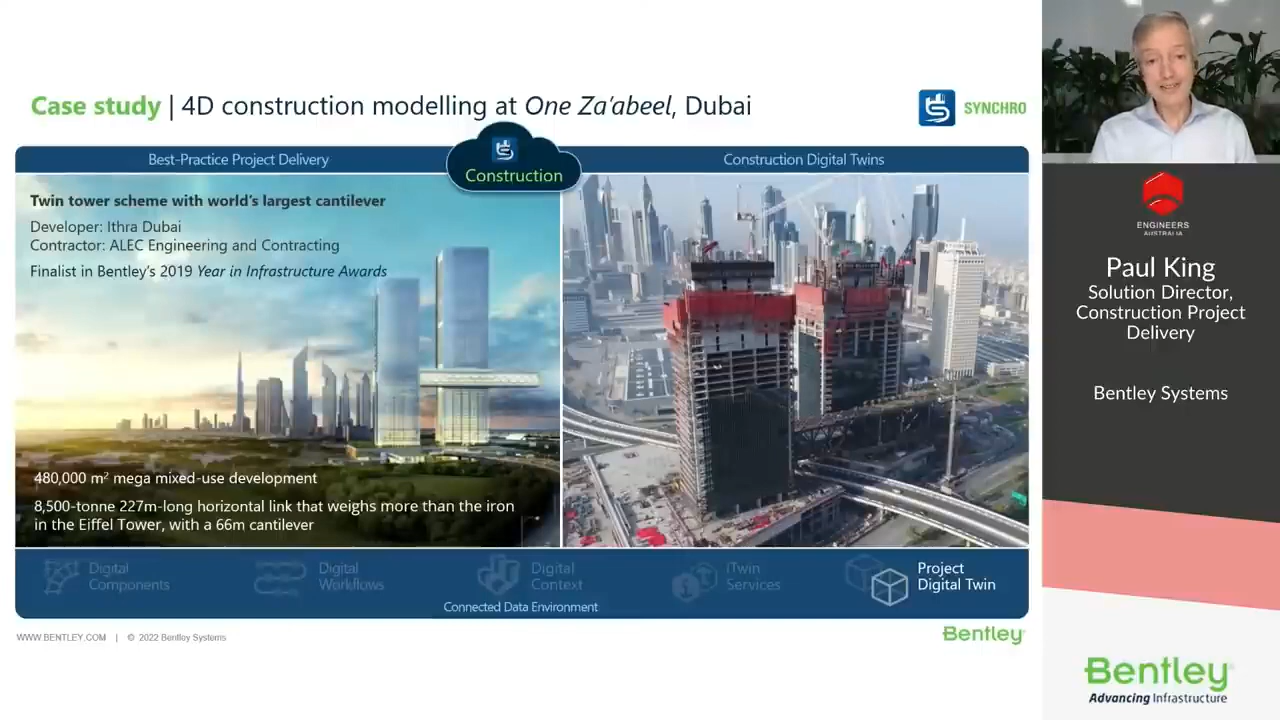 Case study | 4D construction modelling at One Za'abeel, Dubai
SYNCHRO
Best-Practice Project Delivery
Construction
Construction Digital Twins
Twin tower scheme with world's largest cantilever
Developer: Ithra Dubai
Contractor: ALEC Engineering and Contracting
Finalist in Bentley's 2019 Year in Infrastructure Awards
480,000 m² mega mixed-use development
8,500-tonne 227m-long horizontal link that weighs more than the iron
in the Eiffel Tower, with a 66m cantilever
Digital
Components
Digital
Workflows
Digital
Context
iTwin
Services
Project
Digital Twin
Connected Data Environment
WWW.BENTLEY.COM | © 2022 Bentley Systems
Bentley
ENGINEERS
AUSTRALIA
Paul King
Solution Director,
Construction Project
Delivery
Bentley Systems
Bentley
Advancing Infrastructure